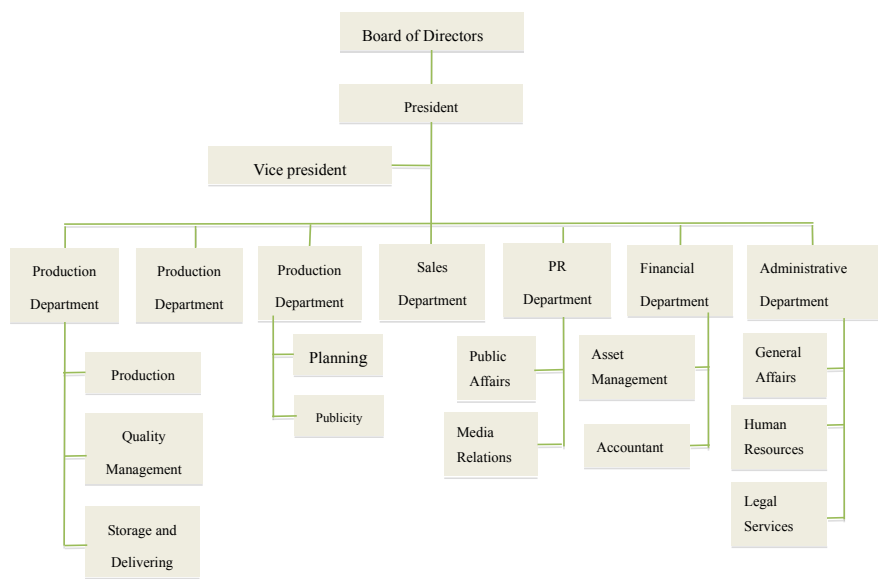 Board of Directors
President
Vice president
Production
Department
Production
Department
Production
Department
Sales
Department
PR
Department
Financial
Department
Administrative
Department
Production
Quality
Management
Storage and
Delivering
Planning
Publicity
Public
Affairs
Media
Relations
Asset
Management
Accountant
General
Affairs
Human
Resources
Legal
Services